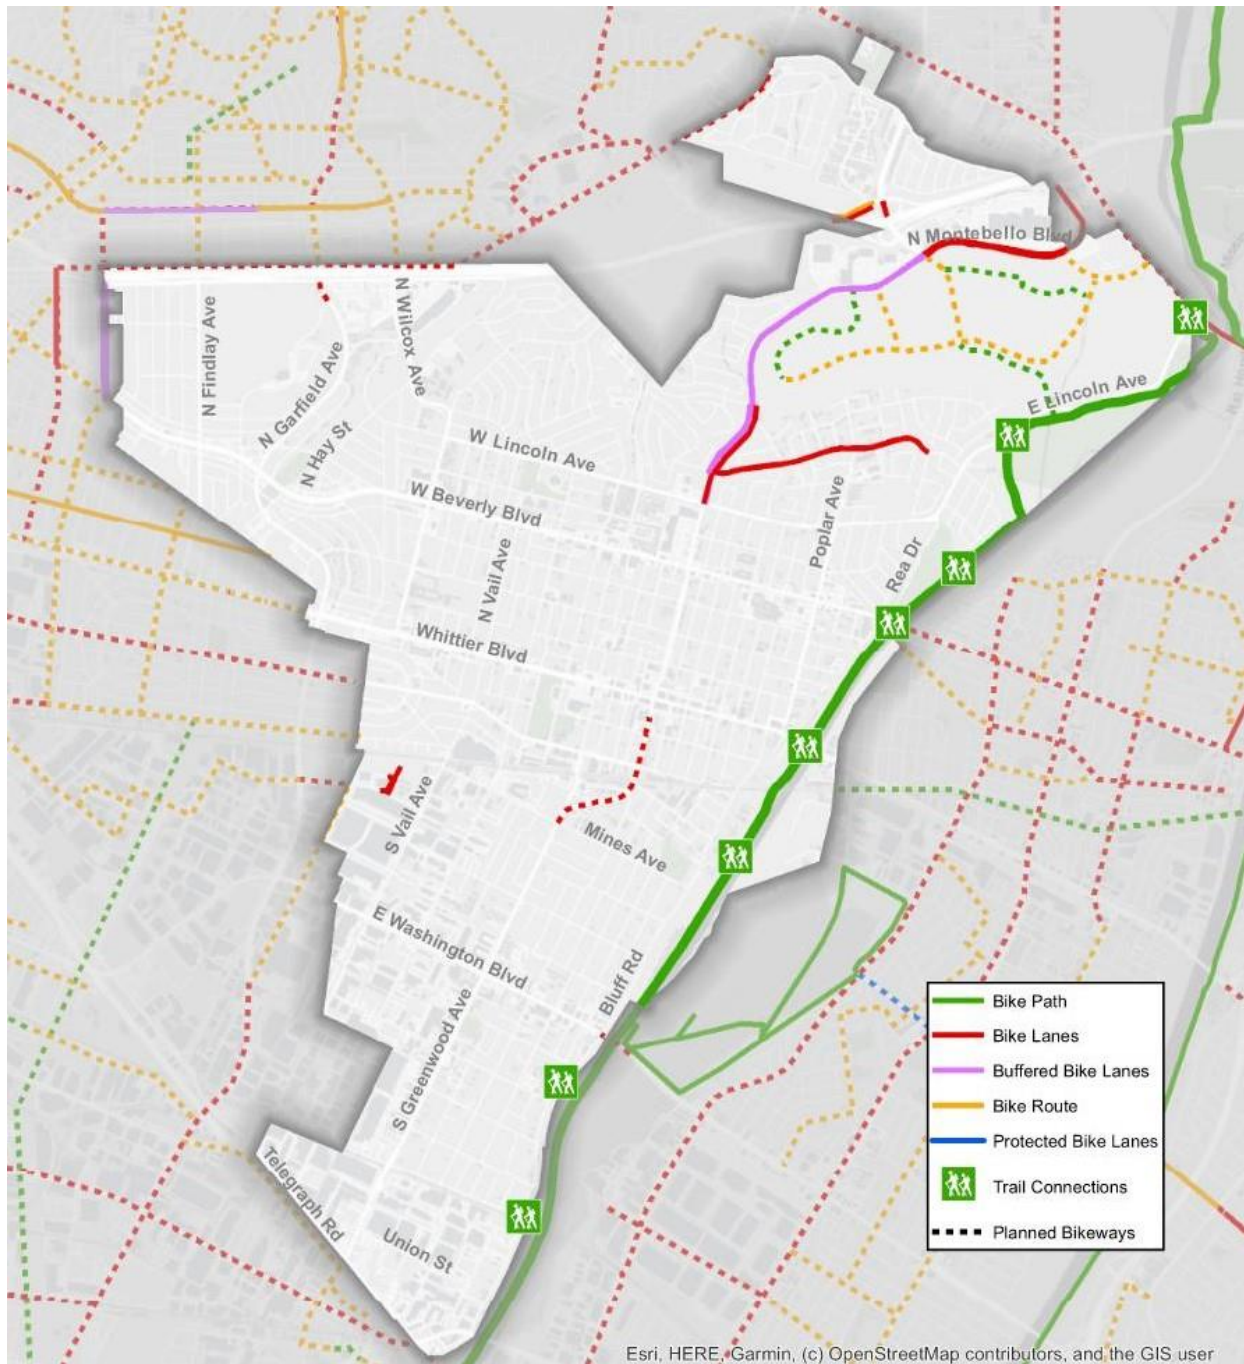 N Montebello Blvd
N Findlay Ave
N Wilcox Ave
N Garfield Ave
N Hay St
E Lincoln Ave
W Lincoln Ave
W Beverly Blvd
Poplar Ave
N Vail Ave
Rea Dr
Whittier Blvd
S Vail Ave
Mines Ave
E Washington Blvd
Bluff Rd
S Greenwood Ave
Telegraph Rd
Union St
Bike Path
Bike Lanes
Buffered Bike Lanes
Bike Route
Protected Bike Lanes
Trail Connections
Planned Bikeways
Esri, HERE, Garmin, (c) OpenStreetMap contributors, and the GIS user